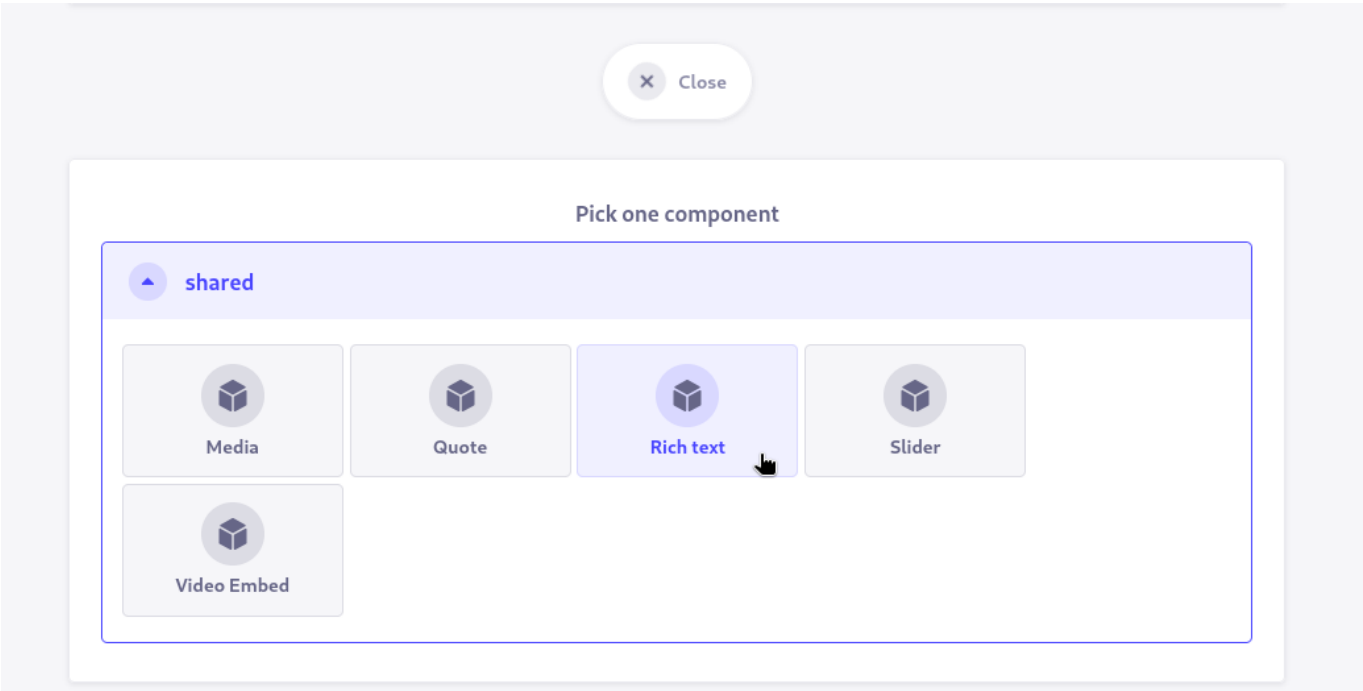 Close
Pick one component
shared
Media
Quote
Rich text
Slider
Video Embed